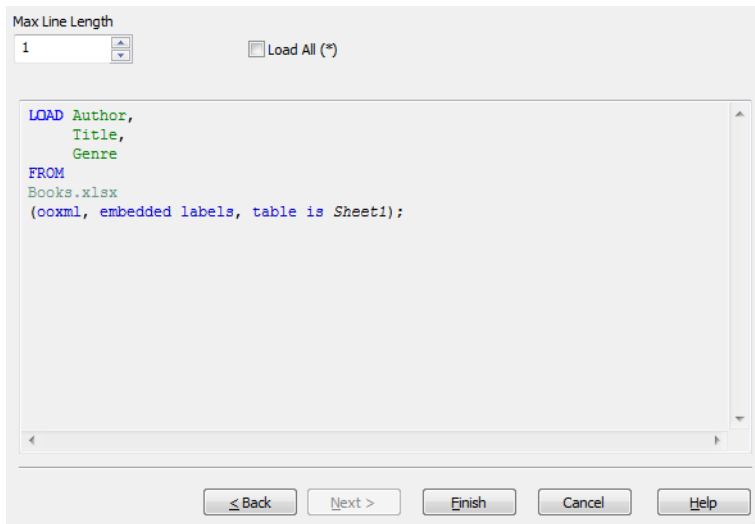 Max Line Length
1
Load All (*)
LOAD Author,
Title,
Genre
FROM
Books.xlsx
(ooxml, embedded labels, table is Sheet1);
< Back
Next >
Finish
Cancel
Help